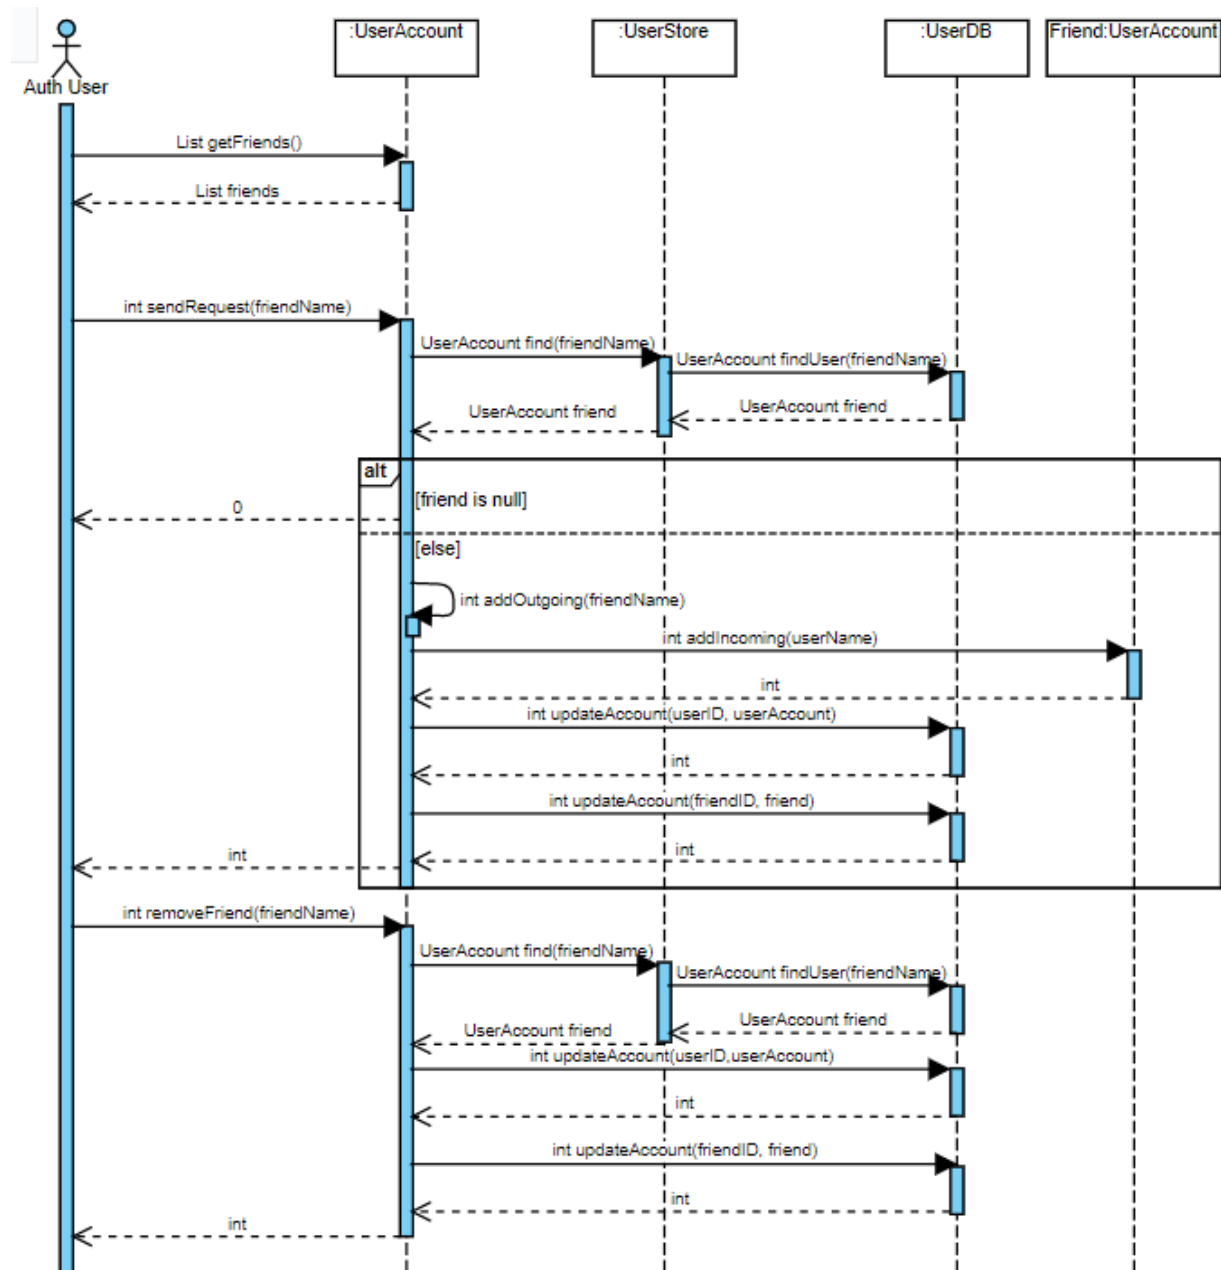 :UserAccount
:UserStore
:UserDB
Friend:UserAccount
Auth User
List getFriends()
List friends
int sendRequest(friendName)
UserAccount find(friendName)
UserAccount findUser(friendName)
UserAccount friend
UserAccount friend
alt
[friend is null]
0
[else]
int addOutgoing(friendName)
int addIncoming(userName)
int
int updateAccount(userID, userAccount)
int
int updateAccount(friendID, friend)
int
int
int removeFriend(friendName)
UserAccount find(friendName)
UserAccount findUser(friendName)
UserAccount friend
UserAccount friend
int updateAccount(userID,userAccount)
int
int updateAccount(friendID, friend)
int
int